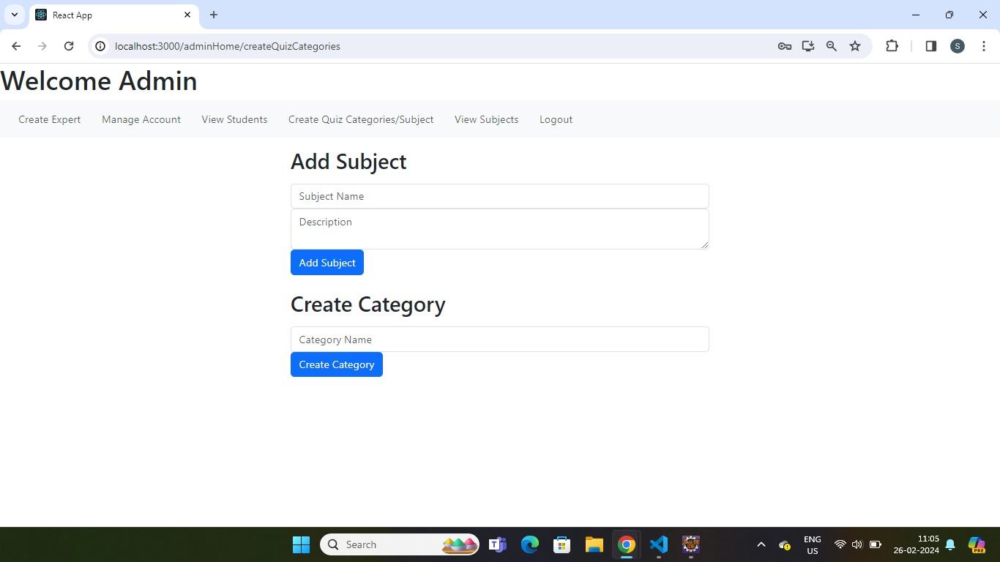 React App
localhost:3000/adminHome/createQuizCategories
S
Welcome Admin
Create Expert Manage Account View Students Create Quiz Categories/Subject View Subjects Logout
Add Subject
Subject Name
Description
Add Subject
Create Category
Category Name
Create Category
Search
ENG
US
11:05
26-02-2024
PRE